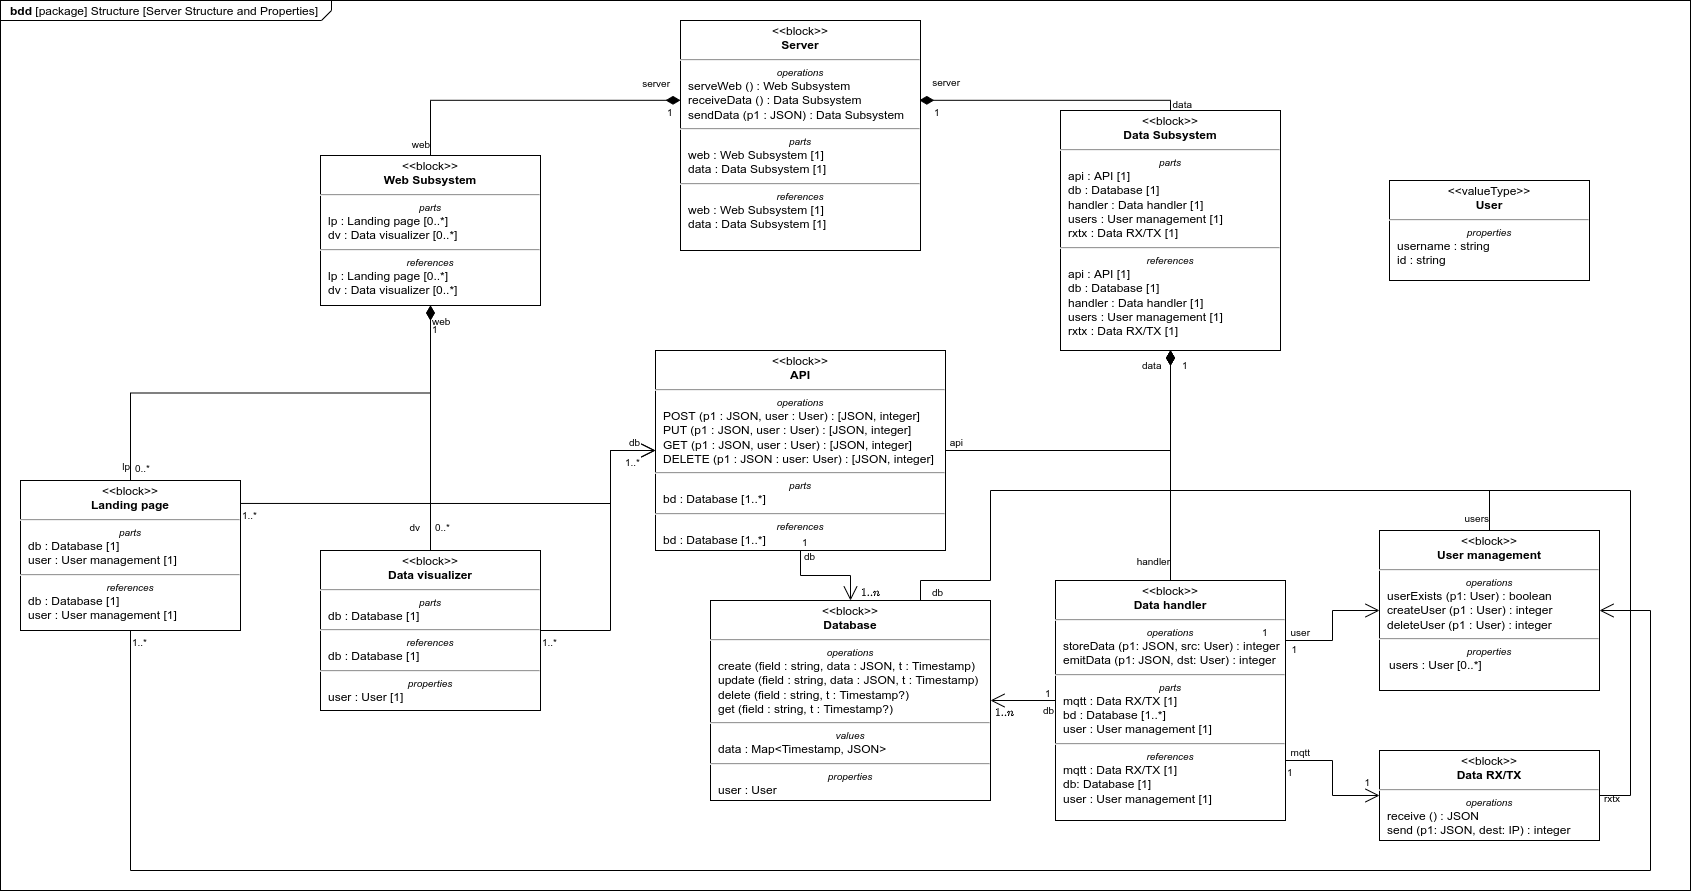 bdd [package] Structure [Server Structure and Properties]
<<block>>
Server
operations
serveWeb () : Web Subsystem
receiveData () : Data Subsystem
sendData (p1 : JSON) : Data Subsystem
parts
web : Web Subsystem [1]
data : Data Subsystem [1]
references
web : Web Subsystem [1]
data : Data Subsystem [1]
server
1
server
1
web
data
<<block>>
Web Subsystem
parts
lp : Landing page [0..*]
dv : Data visualizer [0..*]
references
lp : Landing page [0..*]
dv : Data visualizer [0..*]
web
1
<<block>>
Data Subsystem
parts
api : API [1]
db : Database [1]
handler : Data handler [1]
users : User management [1]
rxtx : Data RX/TX [1]
references
api : API [1]
db : Database [1]
handler : Data handler [1]
users : User management [1]
rxtx : Data RX/TX [1]
data
1
<<valueType>>
User
properties
username : string
id : string
<<block>>
API
operations
POST (p1 : JSON, user : User) : [JSON, integer]
PUT (p1 : JSON, user : User) : [JSON, integer]
GET (p1 : JSON, user : User) : [JSON, integer]
DELETE (p1 : JSON : user: User) : [JSON, integer]
parts
bd : Database [1..*]
references
bd : Database [1..*]
1
db
1..n
db
1..*
api
lp
0..*
<<block>>
Landing page
parts
db : Database [1]
user : User management [1]
references
db : Database [1]
user : User management [1]
1..*
1..*
dv
0..*
<<block>>
Data visualizer
parts
db : Database [1]
references
db : Database [1]
properties
user : User [1]
1..*
db
<<block>>
Database
operations
create (field : string, data : JSON, t : Timestamp)
update (field : string, data : JSON, t : Timestamp)
delete (field : string, t : Timestamp?)
get (field : string, t : Timestamp?)
values
data : Map<Timestamp, JSON>
properties
user : User
1..n
1
db
handler
<<block>>
Data handler
operations
1
storeData (p1: JSON, src: User) : integer
emitData (p1: JSON, dst: User) : integer
parts
mqtt : Data RX/TX [1]
bd : Database [1..*]
user : User management [1]
references
mqtt : Data RX/TX [1]
db: Database [1]
user : User management [1]
user
1
mqtt
1
1
users
<<block>>
User management
operations
userExists (p1: User) : boolean
createUser (p1 : User) : integer
deleteUser (p1 : User) : integer
properties
users : User [0..*]
<<block>>
Data RX/TX
operations
receive () : JSON
send (p1: JSON, dest: IP) : integer
rxtx